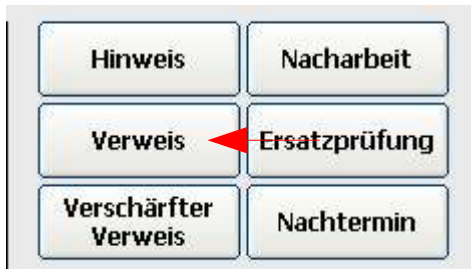 Hinweis Nacharbeit
Verweis Ersatzprüfung
Verschärfter
Verweis Nachtermin